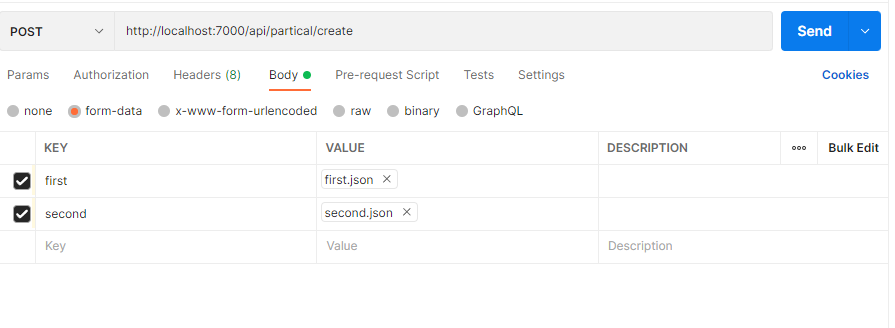 POST http://localhost:7000/api/partical/create Send
Params Authorization Headers (8) Body Pre-request Script Tests Settings Cookies
none form-data x-www-form-urlencoded raw binary GraphQL
KEY VALUE DESCRIPTION ooo Bulk Edit
first first.json ×
second second.json ×
Key Value Description